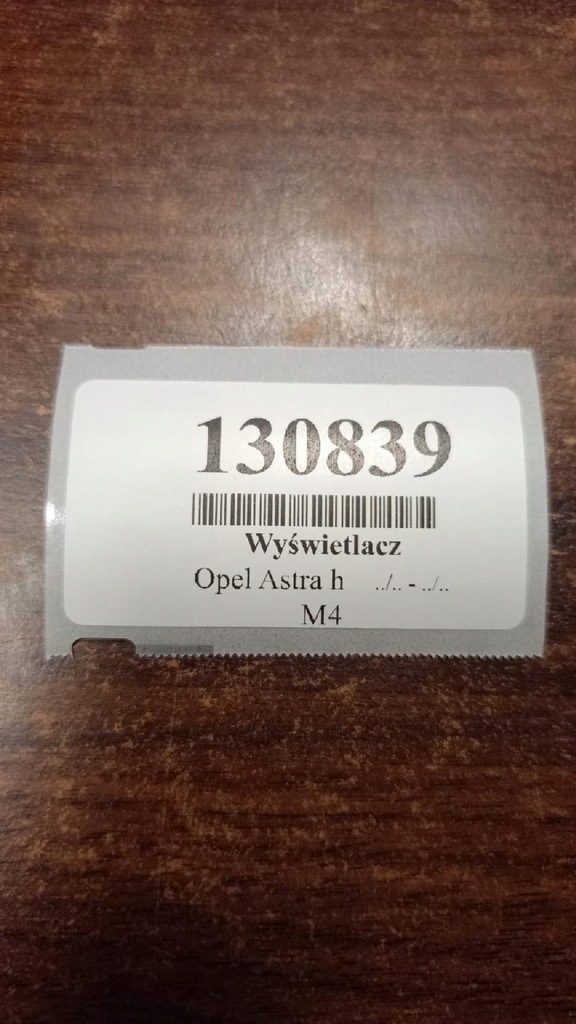 130839
Wyświetlacz
Opel Astra h ../.. - ../..
M4